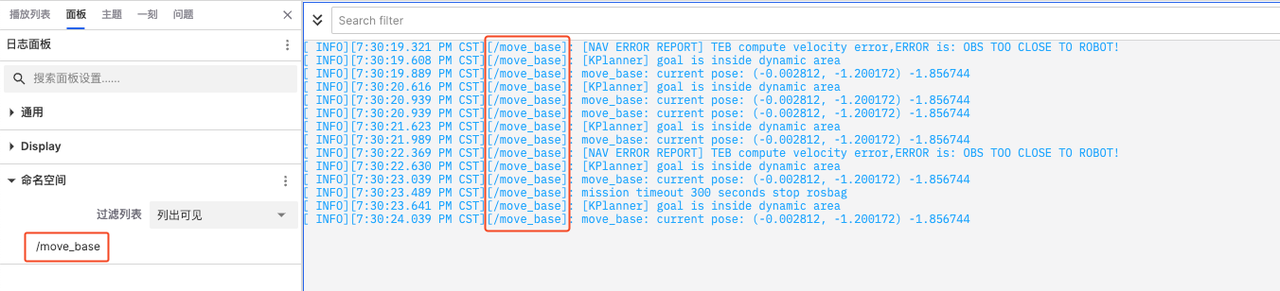 播放列表 面板 主题 一刻 问题
日志面板
搜索面板设置......
通用
Display
命名空间
过滤列表 列出可见
/move_base
Search filter
[ INFO][7:30:19.321 PM CST][/move_base]: [NAV ERROR REPORT] TEB compute velocity error,ERROR is: OBS TOO CLOSE TO ROBOT!
[ INFO][7:30:19.608 PM CST][/move_base]: [KPlanner] goal is inside dynamic area
[ INFO][7:30:19.889 PM CST][/move_base]: move_base: current pose: (-0.002812, -1.200172) -1.856744
[ INFO][7:30:20.616 PM CST][/move_base]: [KPlanner] goal is inside dynamic area
[ INFO][7:30:20.939 PM CST][/move_base]: move_base: current pose: (-0.002812, -1.200172) -1.856744
[ INFO][7:30:20.939 PM CST][/move_base]: move_base: current pose: (-0.002812, -1.200172) -1.856744
[ INFO][7:30:21.623 PM CST][/move_base]: [KPlanner] goal is inside dynamic area
[ INFO][7:30:21.989 PM CST][/move_base]: move_base: current pose: (-0.002812, -1.200172) -1.856744
[ INFO][7:30:22.369 PM CST][/move_base]: [NAV ERROR REPORT] TEB compute velocity error,ERROR is: OBS TOO CLOSE TO ROBOT!
[ INFO][7:30:22.630 PM CST][/move_base]: [KPlanner] goal is inside dynamic area
[ INFO][7:30:23.039 PM CST][/move_base]: move_base: current pose: (-0.002812, -1.200172) -1.856744
[ INFO][7:30:23.489 PM CST][/move_base]: mission timeout 300 seconds stop rosbag
[ INFO][7:30:23.641 PM CST][/move_base]: [KPlanner] goal is inside dynamic area
[ INFO][7:30:24.039 PM CST][/move_base]: move_base: current pose: (-0.002812, -1.200172) -1.856744